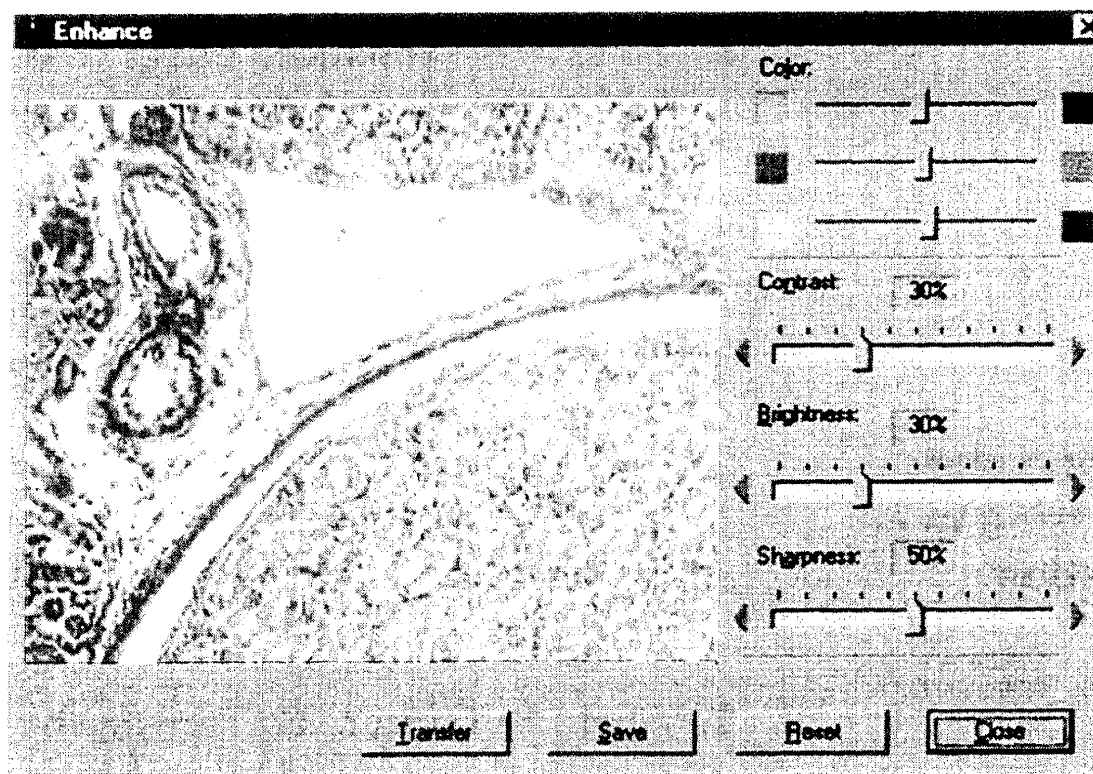 Enhance
Color:
Contrast: 30%
Brightness: 30%
Sharpness: 50%
Transfer Save Reset Close